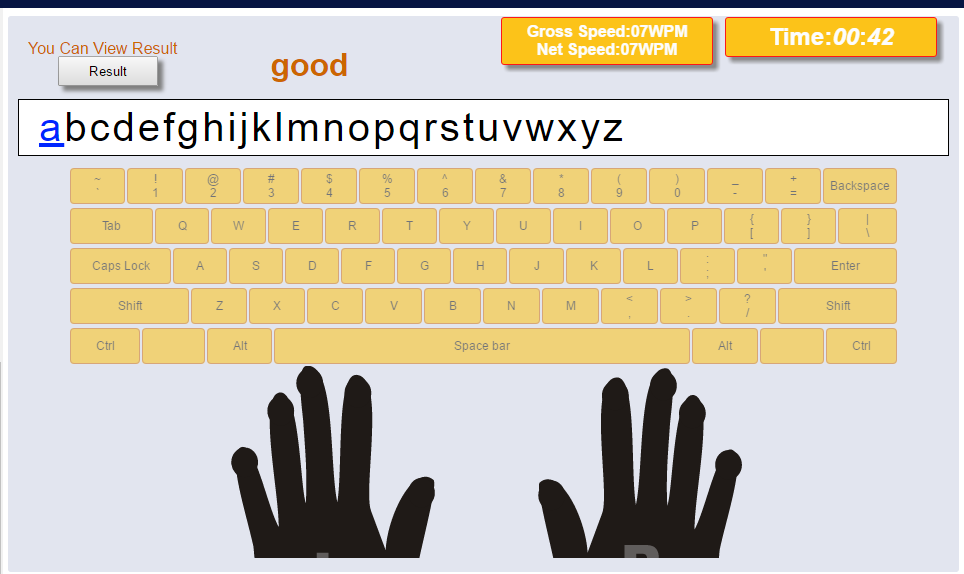 You Can View Result
Result
good
Gross Speed:07WPM
Net Speed:07WPM
Time:00:42
abcdefghijklmnopqrstuvwxyz
~ ! @ # $ % ^ & * ( ) _ +
` 1 2 3 4 5 6 7 8 9 0 - = Backspace
Tab Q W E R T Y U I O P { } |
[ ] \
Caps Lock A S D F G H J K L : " Enter
; '
Shift Z X C V B N M < > ? Shift
, . /
Ctrl Alt Space bar Alt Ctrl